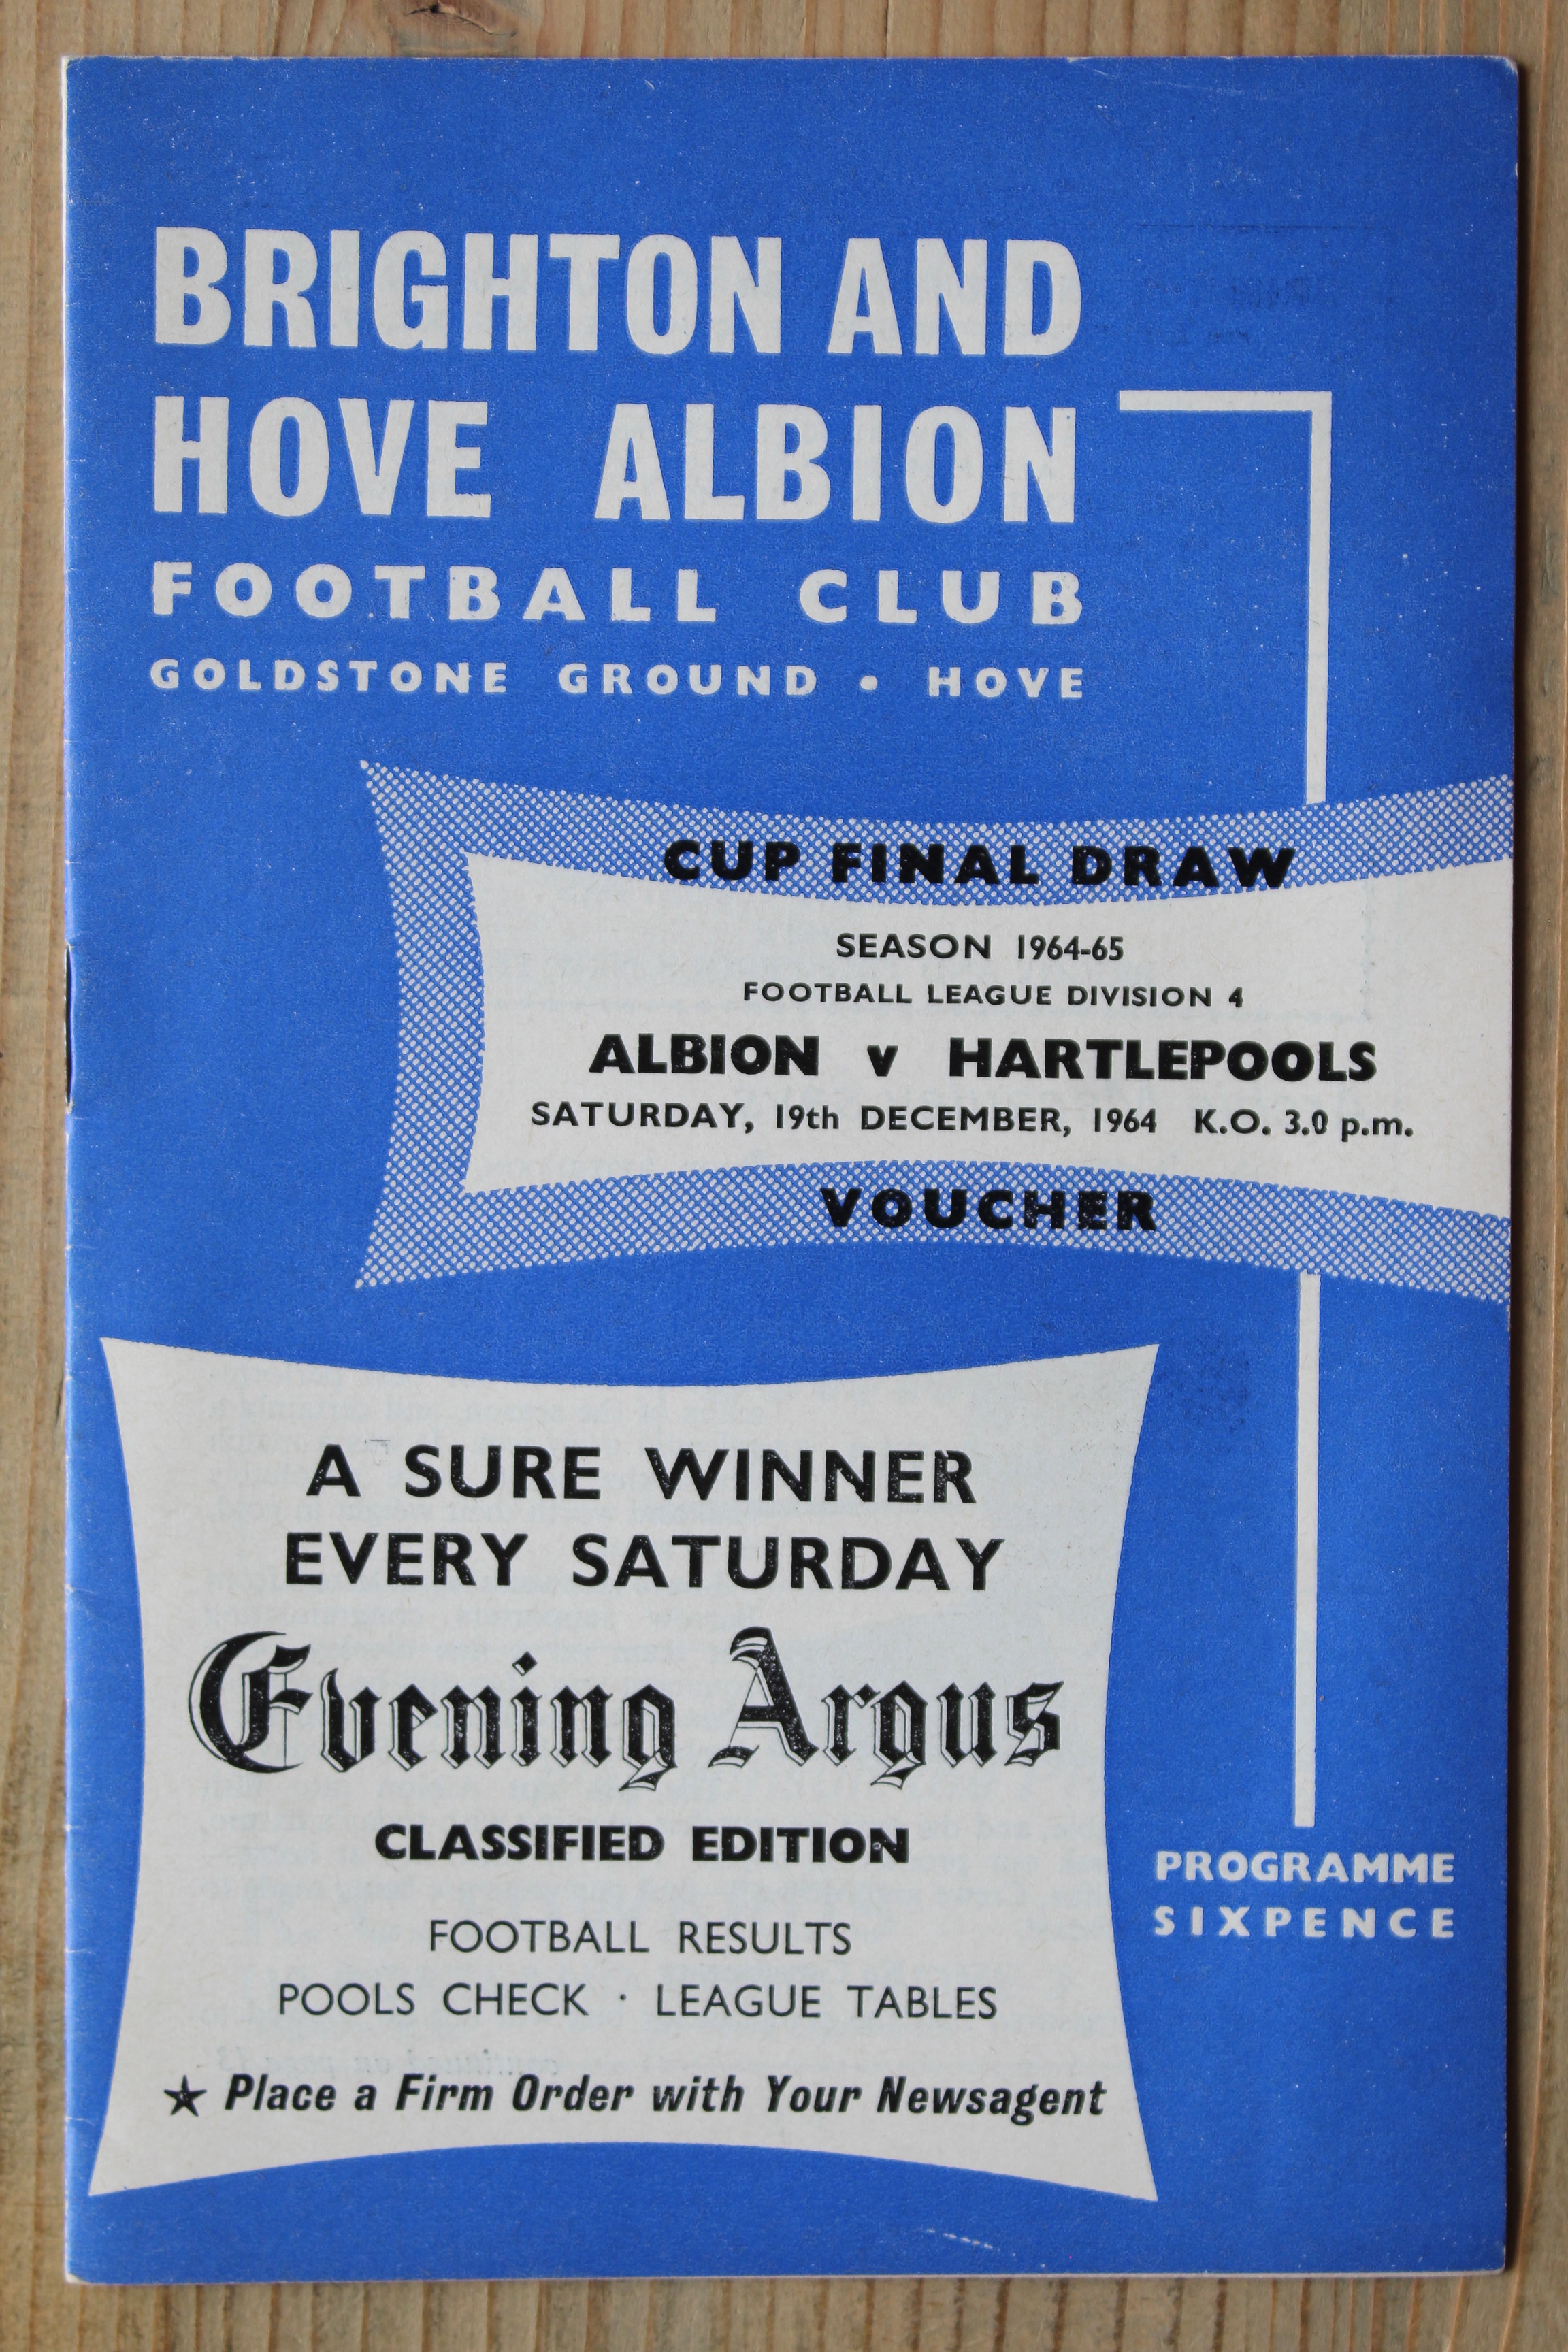 BRIGHTON AND
HOVE ALBION
FOOTBALL CLUB
GOLDSTONE GROUND • HOVE
CUP FINAL DRAW
SEASON 1964-65
FOOTBALL LEAGUE DIVISION 4
ALBION v HARTLEPOOLS
SATURDAY, 19th DECEMBER, 1964 K.O. 3.0 p.m.
VOUCHER
A SURE WINNER
EVERY SATURDAY
Evening Argus
CLASSIFIED EDITION
FOOTBALL RESULTS
POOLS CHECK · LEAGUE TABLES
★ Place a Firm Order with Your Newsagent
PROGRAMME
SIXPENCE